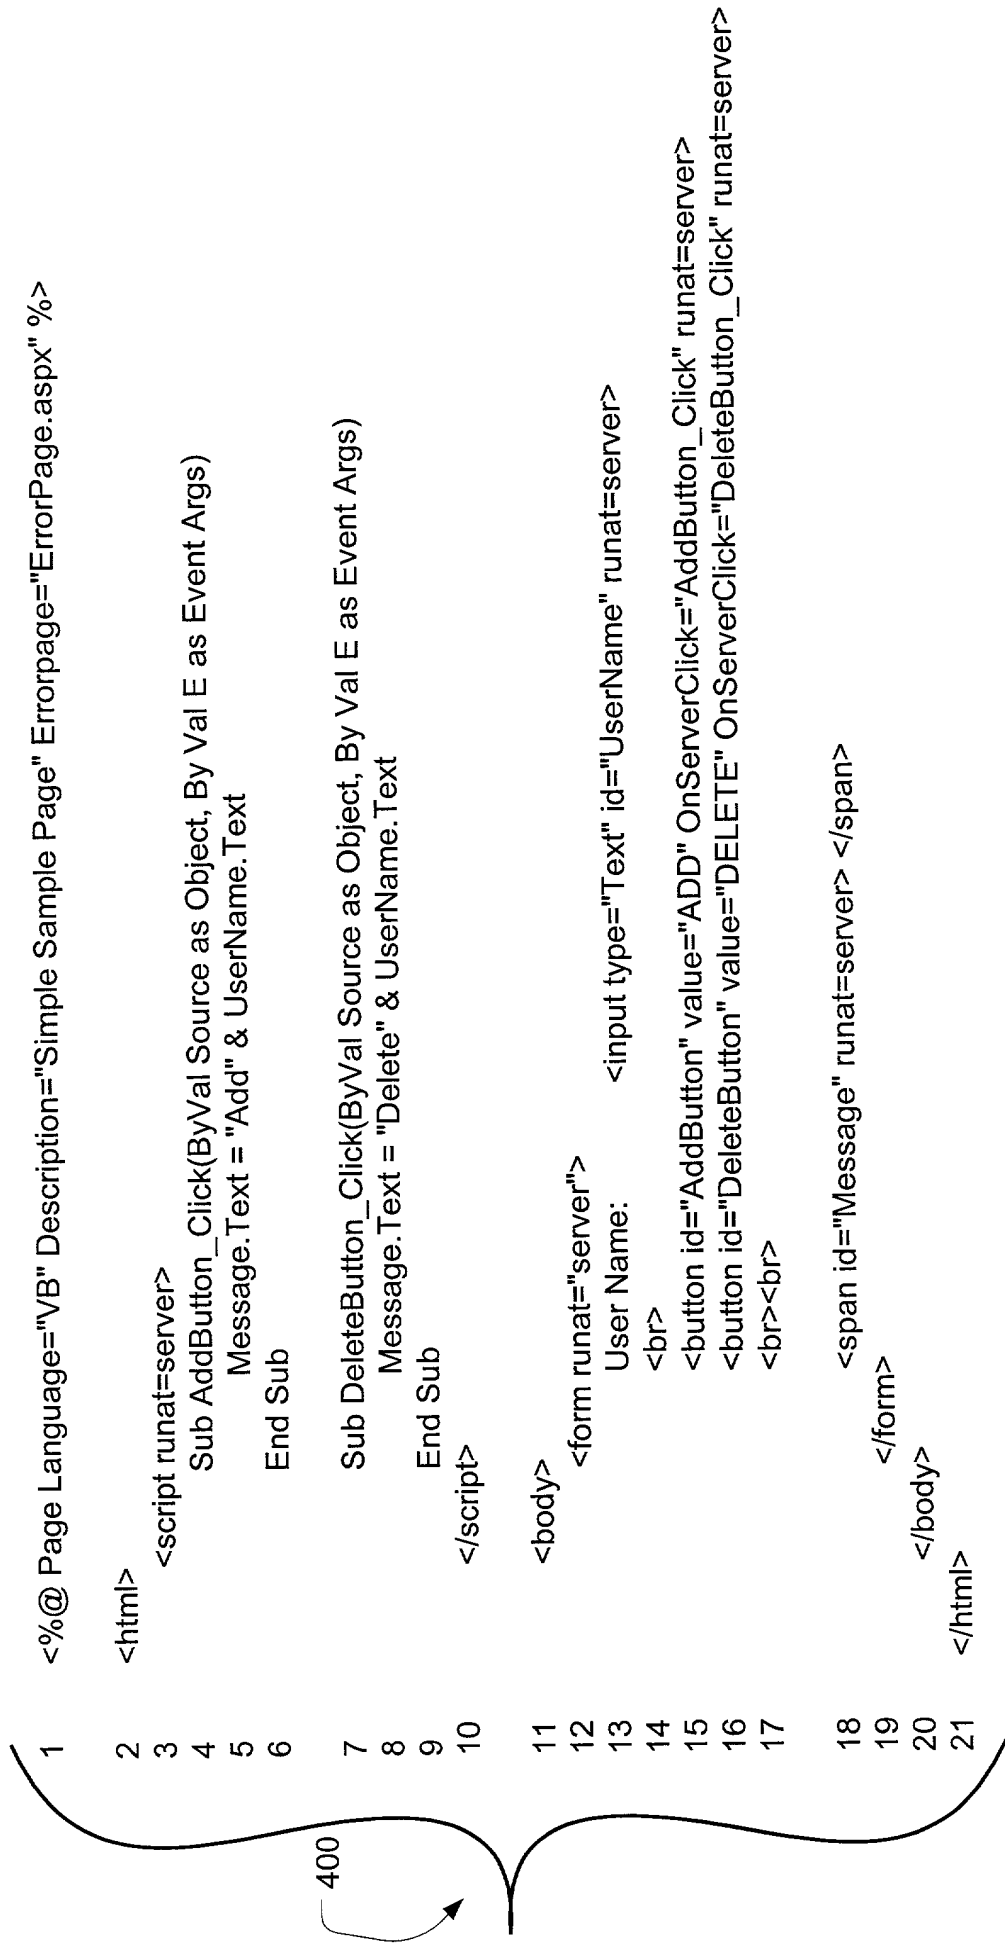 400
1 <%@ Page Language="VB" Description="Simple Sample Page" Errorpage="ErrorPage.aspx" %>
2 <html>
3 <script runat=server>
4 Sub AddButton_Click(ByVal Source as Object, By Val E as Event Args)
5 Message.Text = "Add" & UserName.Text
6 End Sub
7 Sub DeleteButton_Click(ByVal Source as Object, By Val E as Event Args)
8 Message.Text = "Delete" & UserName.Text
9 End Sub
10 </script>
11 <body>
12 <form runat="server">
13 User Name: <input type="Text" id="UserName" runat=server>
14 <br>
15 <button id="AddButton" value="ADD" OnServerClick="AddButton_Click" runat=server>
16 <button id="DeleteButton" value="DELETE" OnServerClick="DeleteButton_Click" runat=server>
17 <br><br>
18 <span id="Message" runat=server> </span>
19 </form>
20 </body>
21 </html>